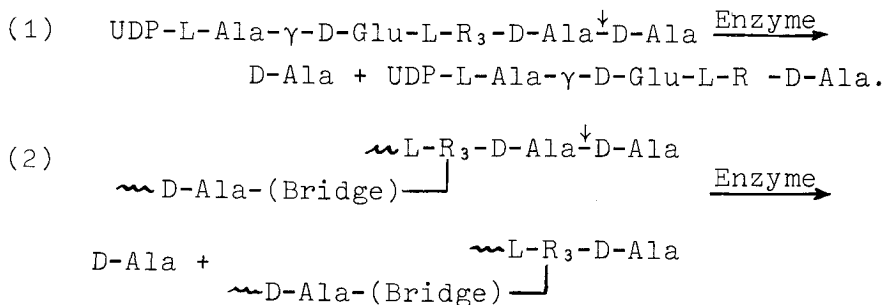 (1) UDP-L-Ala-γ-D-Glu-L-R₃-D-Ala↓-D-Ala Enzyme
D-Ala + UDP-L-Ala-γ-D-Glu-L-R -D-Ala.
(2) L-R₃-D-Ala↓-D-Ala
D-Ala-(Bridge) Enzyme
D-Ala + L-R₃-D-Ala
D-Ala-(Bridge)